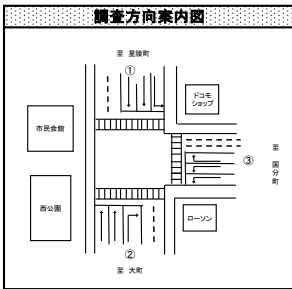 調査方向案内図
至 星陵町
①
ドコモ
ショップ
市民会館
至 国分町
③
西公園
ローソン
②
至 大町